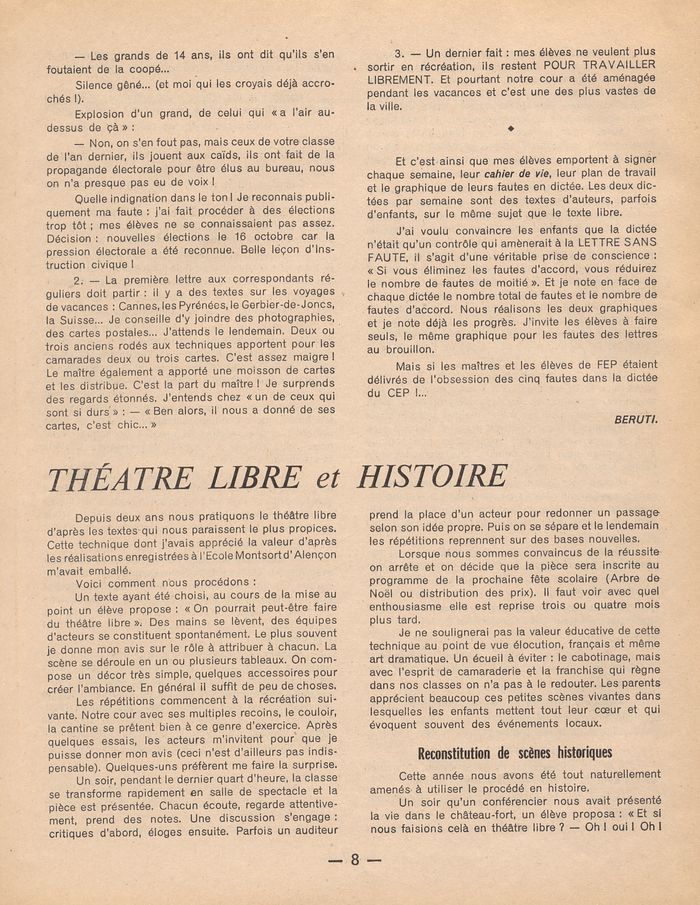 — Les grands de 14 ans, ils ont dit qu'ils s'en
foutaient de la coopé...
Silence gêné... (et moi qui les croyais déjà accro-
chés !).
Explosion d'un grand, de celui qui « a l'air au-
dessus de çà » :
— Non, on s'en fout pas, mais ceux de votre classe
de l'an dernier, ils jouent aux caïds, ils ont fait de la
propagande électorale pour être élus au bureau, nous
on n'a presque pas eu de voix !
Quelle indignation dans le ton ! Je reconnais publi-
quement ma faute : j'ai fait procéder à des élections
trop tôt ; mes élèves ne se connaissaient pas assez.
Décision : nouvelles élections le 16 octobre car la
pression électorale a été reconnue. Belle leçon d'Ins-
truction civique !
2. — La première lettre aux correspondants ré-
guliers doit partir : il y a des textes sur les voyages
de vacances : Cannes, les Pyrénées, le Gerbier-de-Joncs,
la Suisse... Je conseille d'y joindre des photographies,
des cartes postales... J'attends le lendemain. Deux ou
trois anciens rodés aux techniques apportent pour les
camarades deux ou trois cartes. C'est assez maigre !
Le maître également a apporté une moisson de cartes
et les distribue. C'est la part du maître ! Je surprends
des regards étonnés. J'entends chez « un de ceux qui
sont si durs » : — « Ben alors, il nous a donné de ses
cartes, c'est chic... »
3. — Un dernier fait : mes élèves ne veulent plus
sortir en récréation, ils restent POUR TRAVAILLER
LIBREMENT. Et pourtant notre cour a été aménagée
pendant les vacances et c'est une des plus vastes de
la ville.
Et c'est ainsi que mes élèves emportent à signer
chaque semaine, leur cahier de vie, leur plan de travail
et le graphique de leurs fautes en dictée. Les deux dic-
tées par semaine sont des textes d'auteurs, parfois
d'enfants, sur le même sujet que le texte libre.
J'ai voulu convaincre les enfants que la dictée
n'était qu'un contrôle qui amènerait à la LETTRE SANS
FAUTE, il s'agit d'une véritable prise de conscience :
« Si vous éliminez les fautes d'accord, vous réduirez
le nombre de fautes de moitié ». Et je note en face de
chaque dictée le nombre total de fautes et le nombre de
fautes d'accord. Nous réalisons les deux graphiques
et je note déjà les progrès. J'invite les élèves à faire
seuls, le même graphique pour les fautes des lettres
au brouillon.
Mais si les maîtres et les élèves de FEP étaient
délivrés de l'obsession des cinq fautes dans la dictée
du CEP !...
BERUTI.
THÉATRE LIBRE et HISTOIRE
Depuis deux ans nous pratiquons le théâtre libre
d'après les textes qui nous paraissent le plus propices.
Cette technique dont j'avais apprécié la valeur d'après
les réalisations enregistrées à l'Ecole Montsort d'Alençon
m'avait emballé.
Voici comment nous procédons :
Un texte ayant été choisi, au cours de la mise au
point un élève propose : « On pourrait peut-être faire
du théâtre libre ». Des mains se lèvent, des équipes
d'acteurs se constituent spontanément. Le plus souvent
je donne mon avis sur le rôle à attribuer à chacun. La
scène se déroule en un ou plusieurs tableaux. On com-
pose un décor très simple, quelques accessoires pour
créer l'ambiance. En général il suffit de peu de choses.
Les répétitions commencent à la récréation sui-
vante. Notre cour avec ses multiples recoins, le couloir,
la cantine se prêtent bien à ce genre d'exercice. Après
quelques essais, les acteurs m'invitent pour que je
puisse donner mon avis (ceci n'est d'ailleurs pas indis-
pensable). Quelques-uns préfèrent me faire la surprise.
Un soir, pendant le dernier quart d'heure, la classe
se transforme rapidement en salle de spectacle et la
pièce est présentée. Chacun écoute, regarde attentive-
ment, prend des notes. Une discussion s'engage :
critiques d'abord, éloges ensuite. Parfois un auditeur
prend la place d'un acteur pour redonner un passage
selon son idée propre. Puis on se sépare et le lendemain
les répétitions reprennent sur des bases nouvelles.
Lorsque nous sommes convaincus de la réussite
on arrête et on décide que la pièce sera inscrite au
programme de la prochaine fête scolaire (Arbre de
Noël ou distribution des prix). Il faut voir avec quel
enthousiasme elle est reprise trois ou quatre mois
plus tard.
Je ne soulignerai pas la valeur éducative de cette
technique au point de vue élocution, français et même
art dramatique. Un écueil à éviter : le cabotinage, mais
avec l'esprit de camaraderie et la franchise qui règne
dans nos classes on n'a pas à le redouter. Les parents
apprécient beaucoup ces petites scènes vivantes dans
lesquelles les enfants mettent tout leur cœur et qui
évoquent souvent des événements locaux.
Reconstitution de scènes historiques
Cette année nous avons été tout naturellement
amenés à utiliser le procédé en histoire.
Un soir qu'un conférencier nous avait présenté
la vie dans le château-fort, un élève proposa : « Et si
nous faisions celà en théâtre libre ? — Oh ! oui ! Oh !
— 8 —